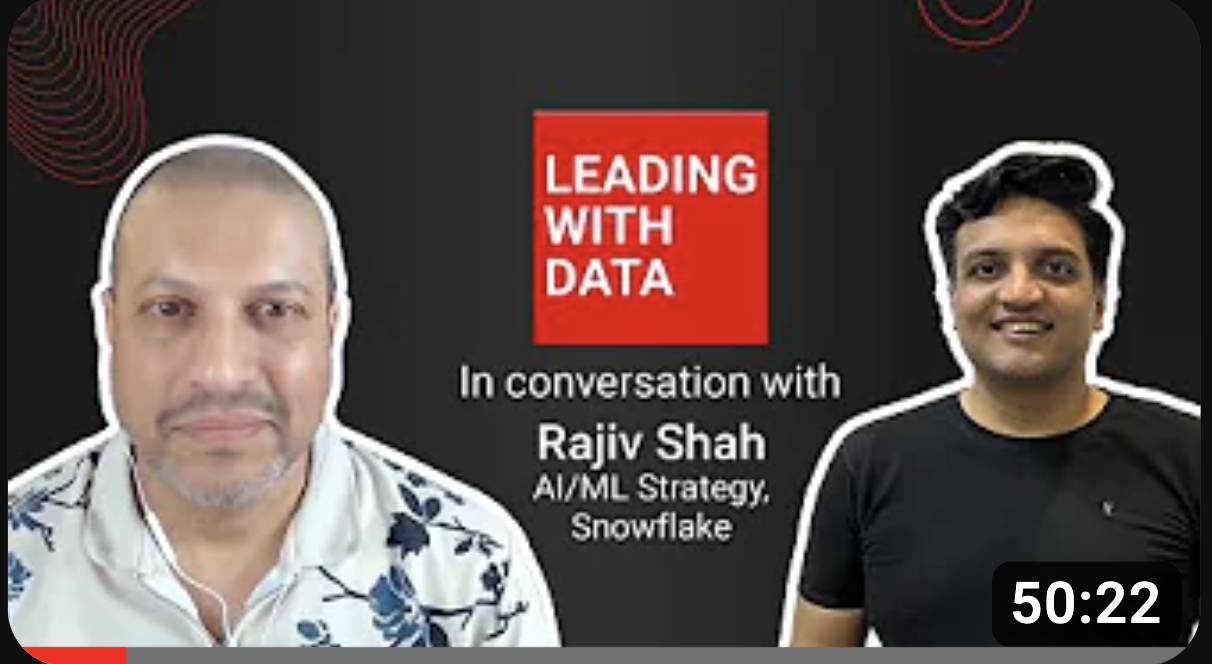 LEADING
WITH
DATA
In conversation with
Rajiv Shah
AI/ML Strategy,
Snowflake
50:22